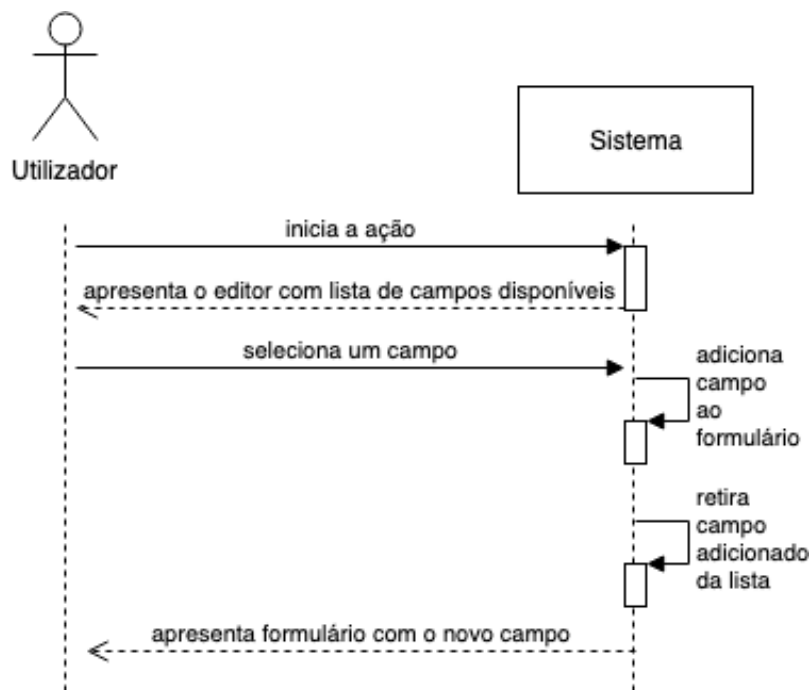 Utilizador
Sistema
inicia a ação
apresenta o editor com lista de campos disponíveis
seleciona um campo
adiciona
campo
ao
formulário
retira
campo
adicionado
da lista
apresenta formulário com o novo campo